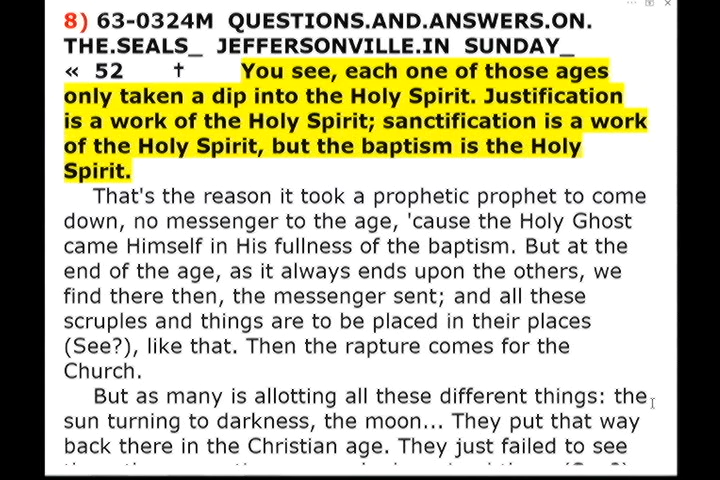 8) 63-0324M QUESTIONS.AND.ANSWERS.ON.
THE.SEALS_ JEFFERSONVILLE.IN SUNDAY_
« 52 † You see, each one of those ages
only taken a dip into the Holy Spirit. Justification
is a work of the Holy Spirit; sanctification is a work
of the Holy Spirit, but the baptism is the Holy
Spirit.
That's the reason it took a prophetic prophet to come
down, no messenger to the age, 'cause the Holy Ghost
came Himself in His fullness of the baptism. But at the
end of the age, as it always ends upon the others, we
find there then, the messenger sent; and all these
scruples and things are to be placed in their places
(See?), like that. Then the rapture comes for the
Church.
But as many is allotting all these different things: the
sun turning to darkness, the moon... They put that way
back there in the Christian age. They just failed to see